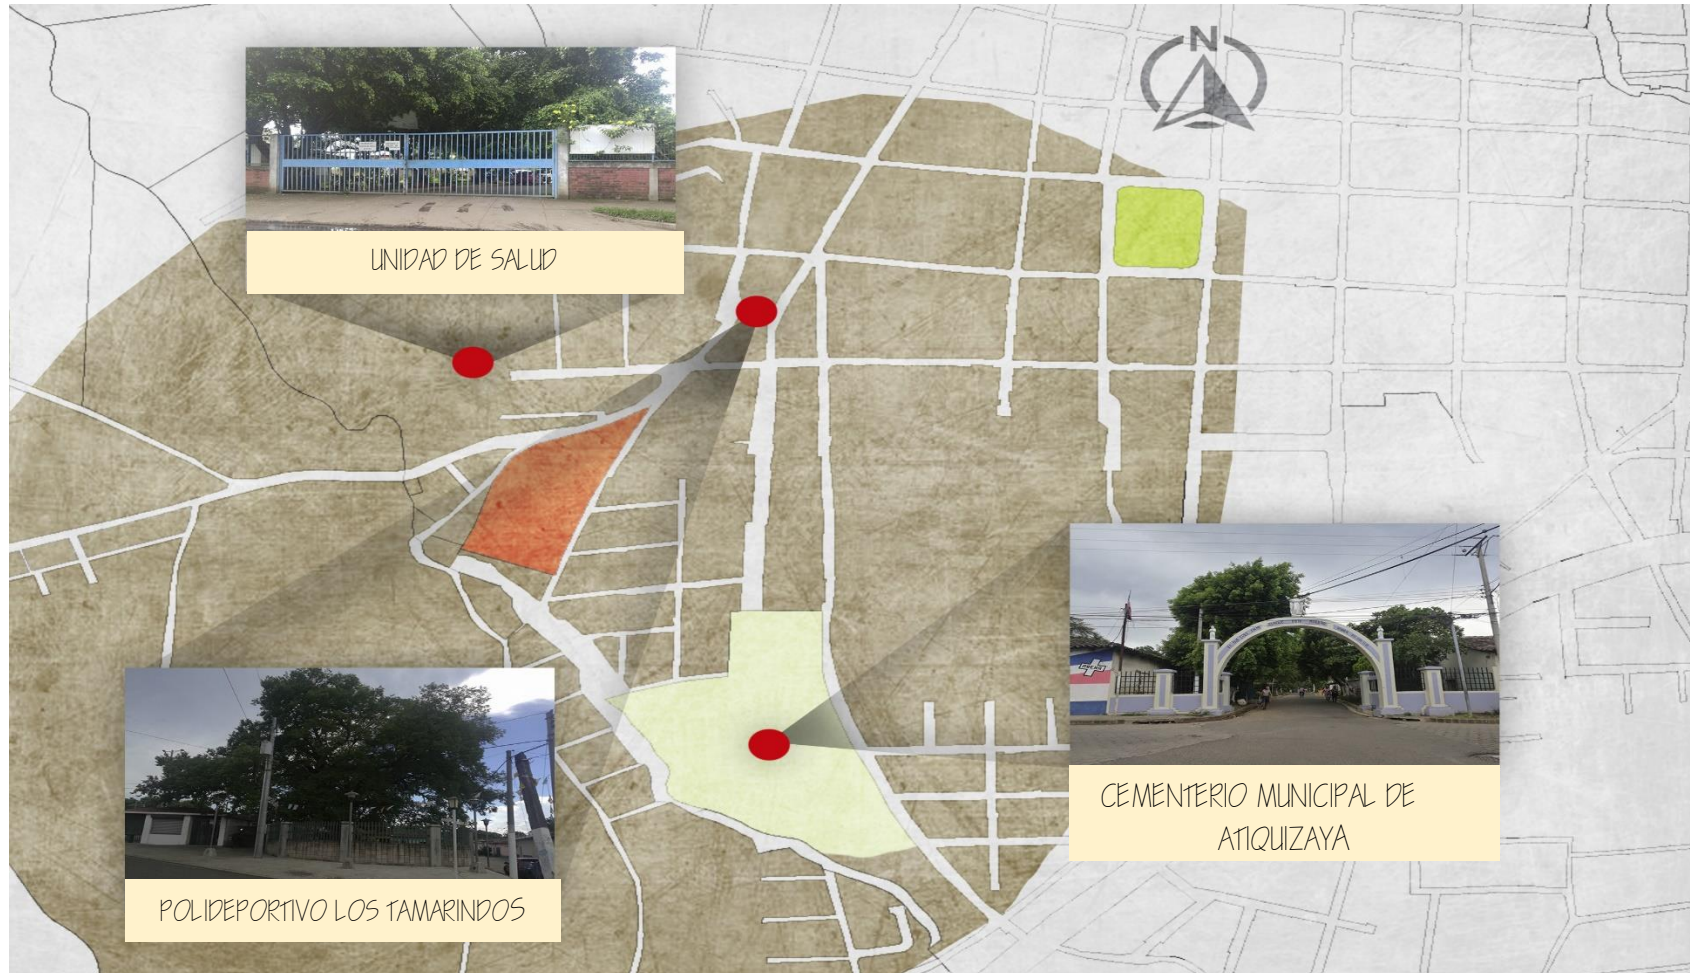 N
UNIDAD DE SALUD
CEMENTERIO MUNICIPAL DE
ATIQUIZAYA
POLIDEPORTIVO LOS TAMARINDOS